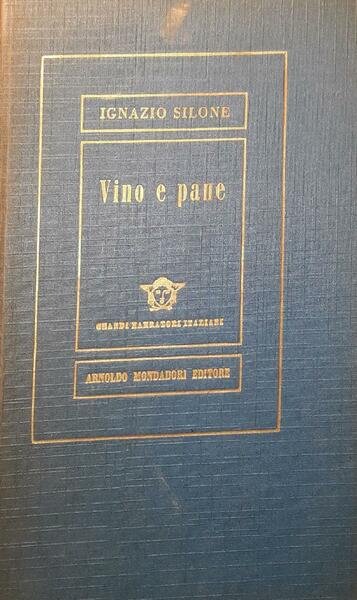 IGNAZIO SILONE
Vino e pane
GRANDI NARRATORI ITALIANI
ARNOLDO MONDADORI EDITORE